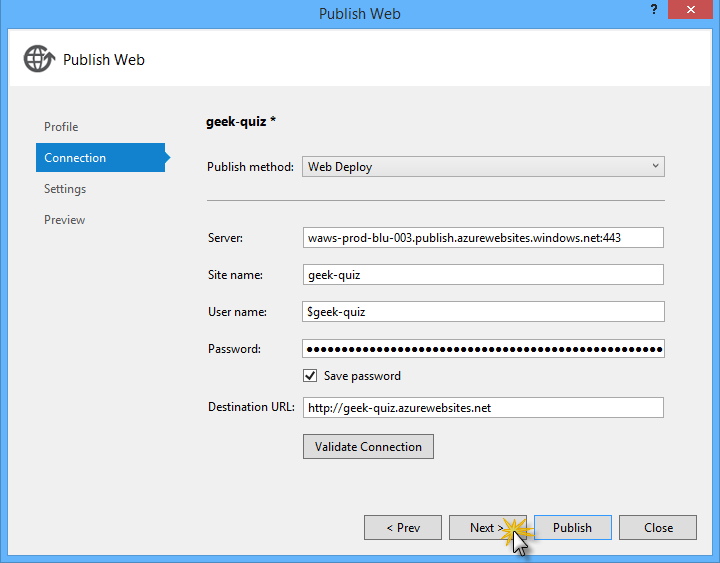 Publish Web
?
Publish Web
Profile
Connection
Settings
Preview
geek-quiz *
Publish method: Web Deploy
Server: waws-prod-blu-003.publish.azurewebsites.windows.net:443
Site name: geek-quiz
User name: $geek-quiz
Password: ●●●●●●●●●●●●●●●●●●●●●●●●●●●●●●●●●●●●●●●●●●●●●●●●●●●
Save password
Destination URL: http://geek-quiz.azurewebsites.net
Validate Connection
< Prev Next > Publish Close